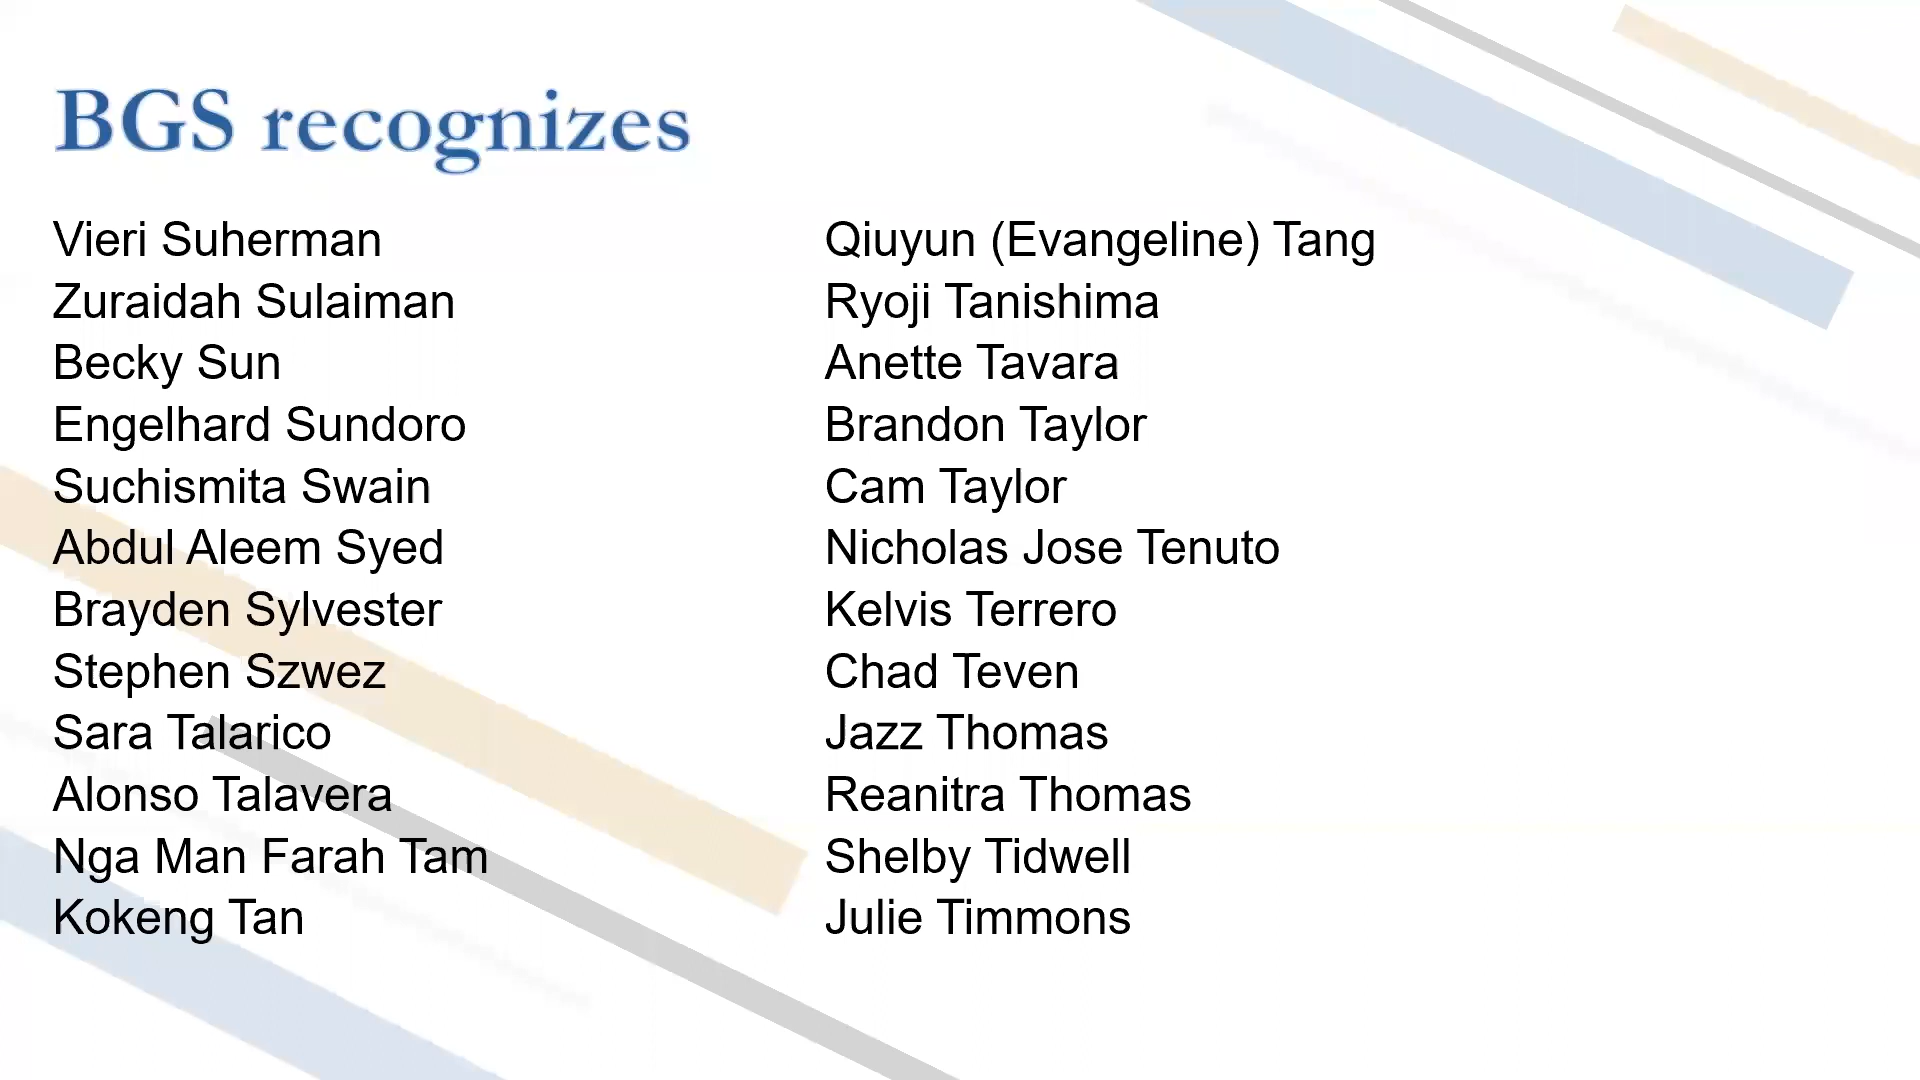 BGS recognizes
Vieri Suherman
Zuraidah Sulaiman
Becky Sun
Engelhard Sundoro
Suchismita Swain
Abdul Aleem Syed
Brayden Sylvester
Stephen Szwez
Sara Talarico
Alonso Talavera
Nga Man Farah Tam
Kokeng Tan
Qiuyun (Evangeline) Tang
Ryoji Tanishima
Anette Tavara
Brandon Taylor
Cam Taylor
Nicholas Jose Tenuto
Kelvis Terrero
Chad Teven
Jazz Thomas
Reanitra Thomas
Shelby Tidwell
Julie Timmons